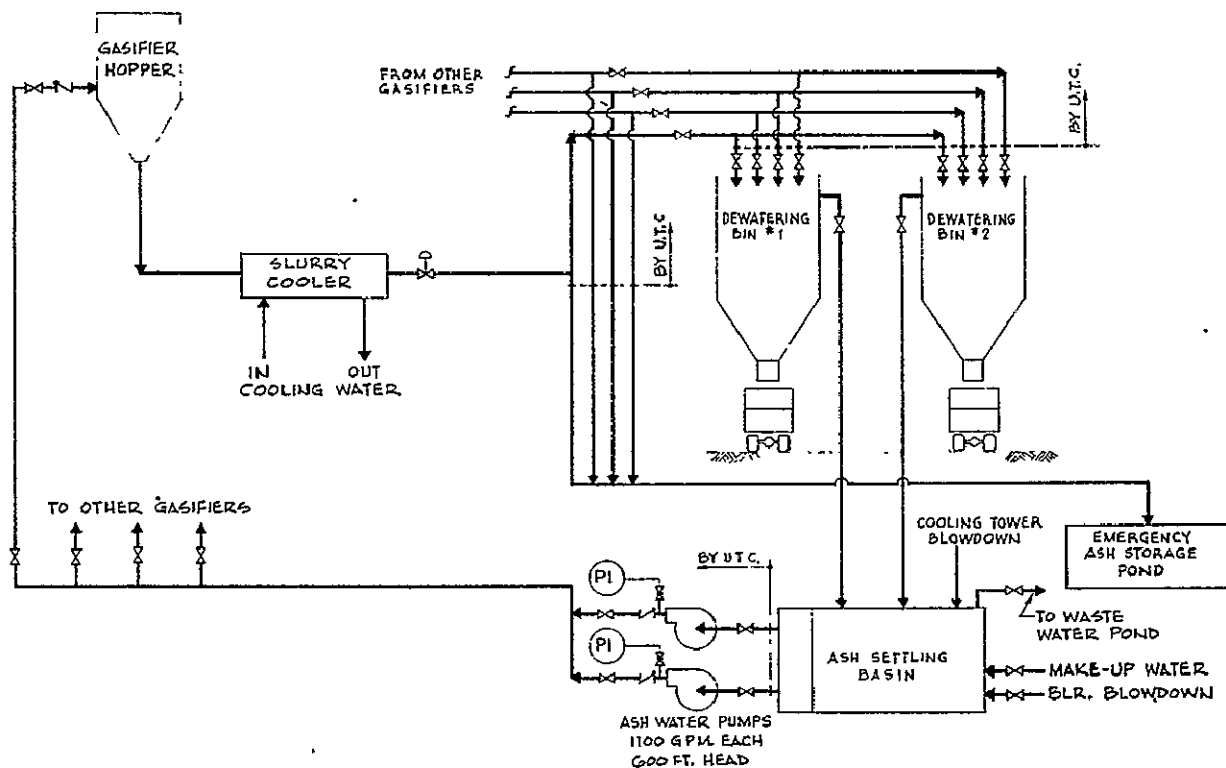 GASIFIER
HOPPER
FROM OTHER
GASIFIERS
BY U.T.C.
DEWATERING
BIN #1
DEWATERING
BIN #2
BY U.T.C
SLURRY
COOLER
IN OUT
COOLING WATER
TO OTHER GASIFIERS
COOLING TOWER
BLOWDOWN
EMERGENCY
ASH STORAGE
POND
BY UTC.
PI
PI
TO WASTE
WATER POND
ASH SETTLING
BASIN
MAKE-UP WATER
BLR. BLOWDOWN
ASH WATER PUMPS
1100 GPM EACH
600 FT. HEAD